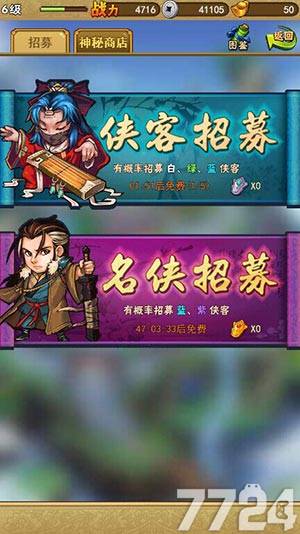 6级 战力 4716 4105 50
招募 神秘商店 图鉴 返回
侠客招募
有概率招募 白、绿、蓝 侠客
X0
名侠招募
有概率招募 蓝、紫 侠客
47:03:33后免费 X0
7724